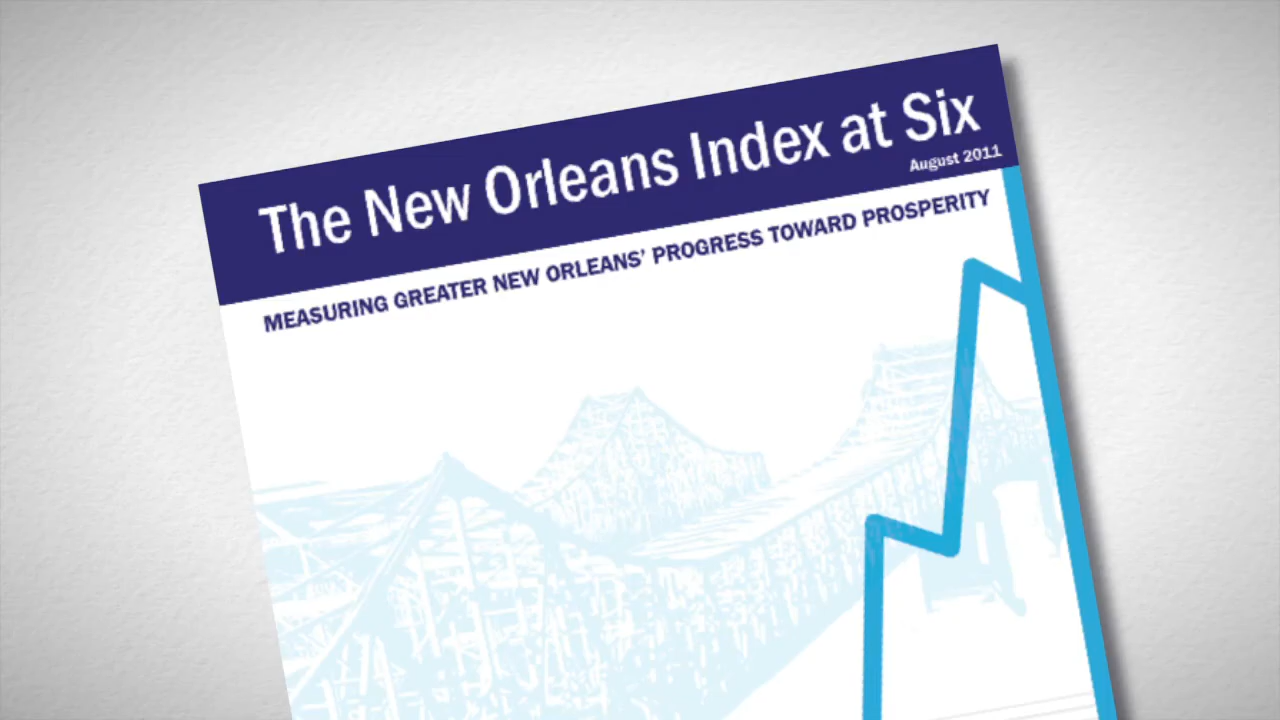 The New Orleans Index at Six
August 2011
MEASURING GREATER NEW ORLEANS' PROGRESS TOWARD PROSPERITY